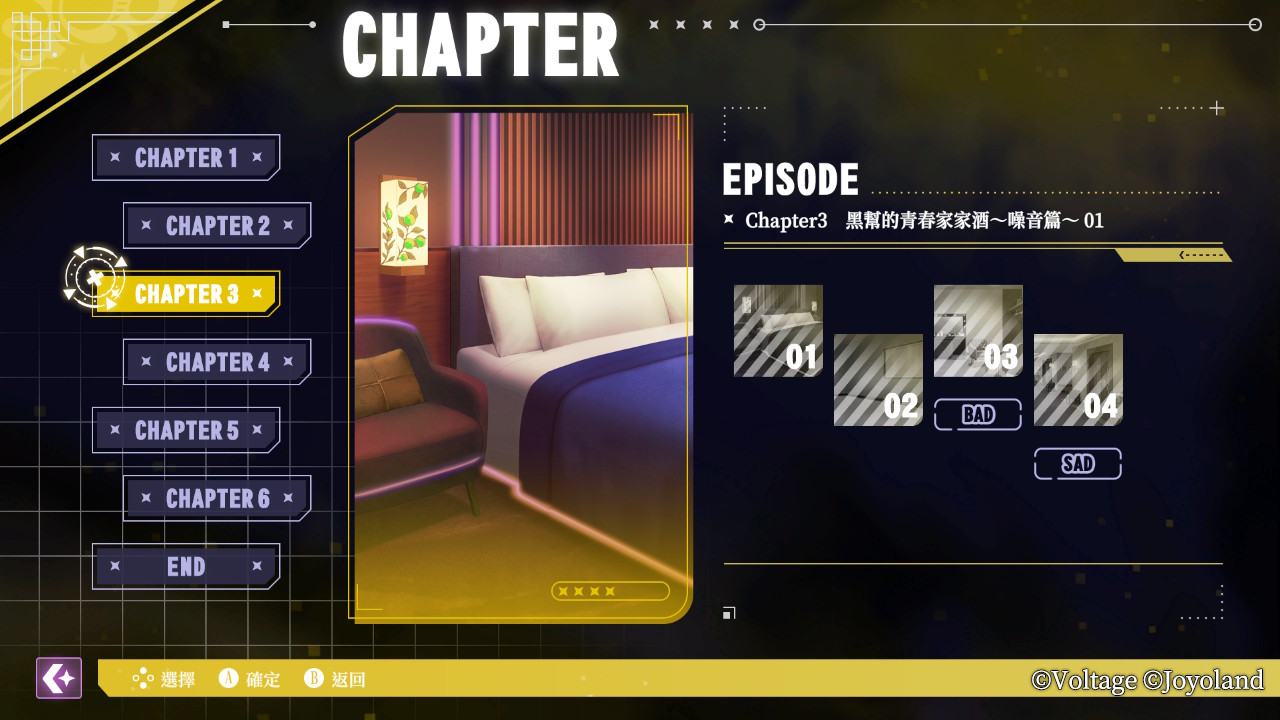 CHAPTER
CHAPTER 1
CHAPTER 2
CHAPTER 3
CHAPTER 4
CHAPTER 5
CHAPTER 6
END
EPISODE
Chapter3 黑幫的青春家家酒～噪音篇～ 01
01
02
03
BAD
04
SAD
選擇 A 確定 B 返回
©Voltage ©Joyoland